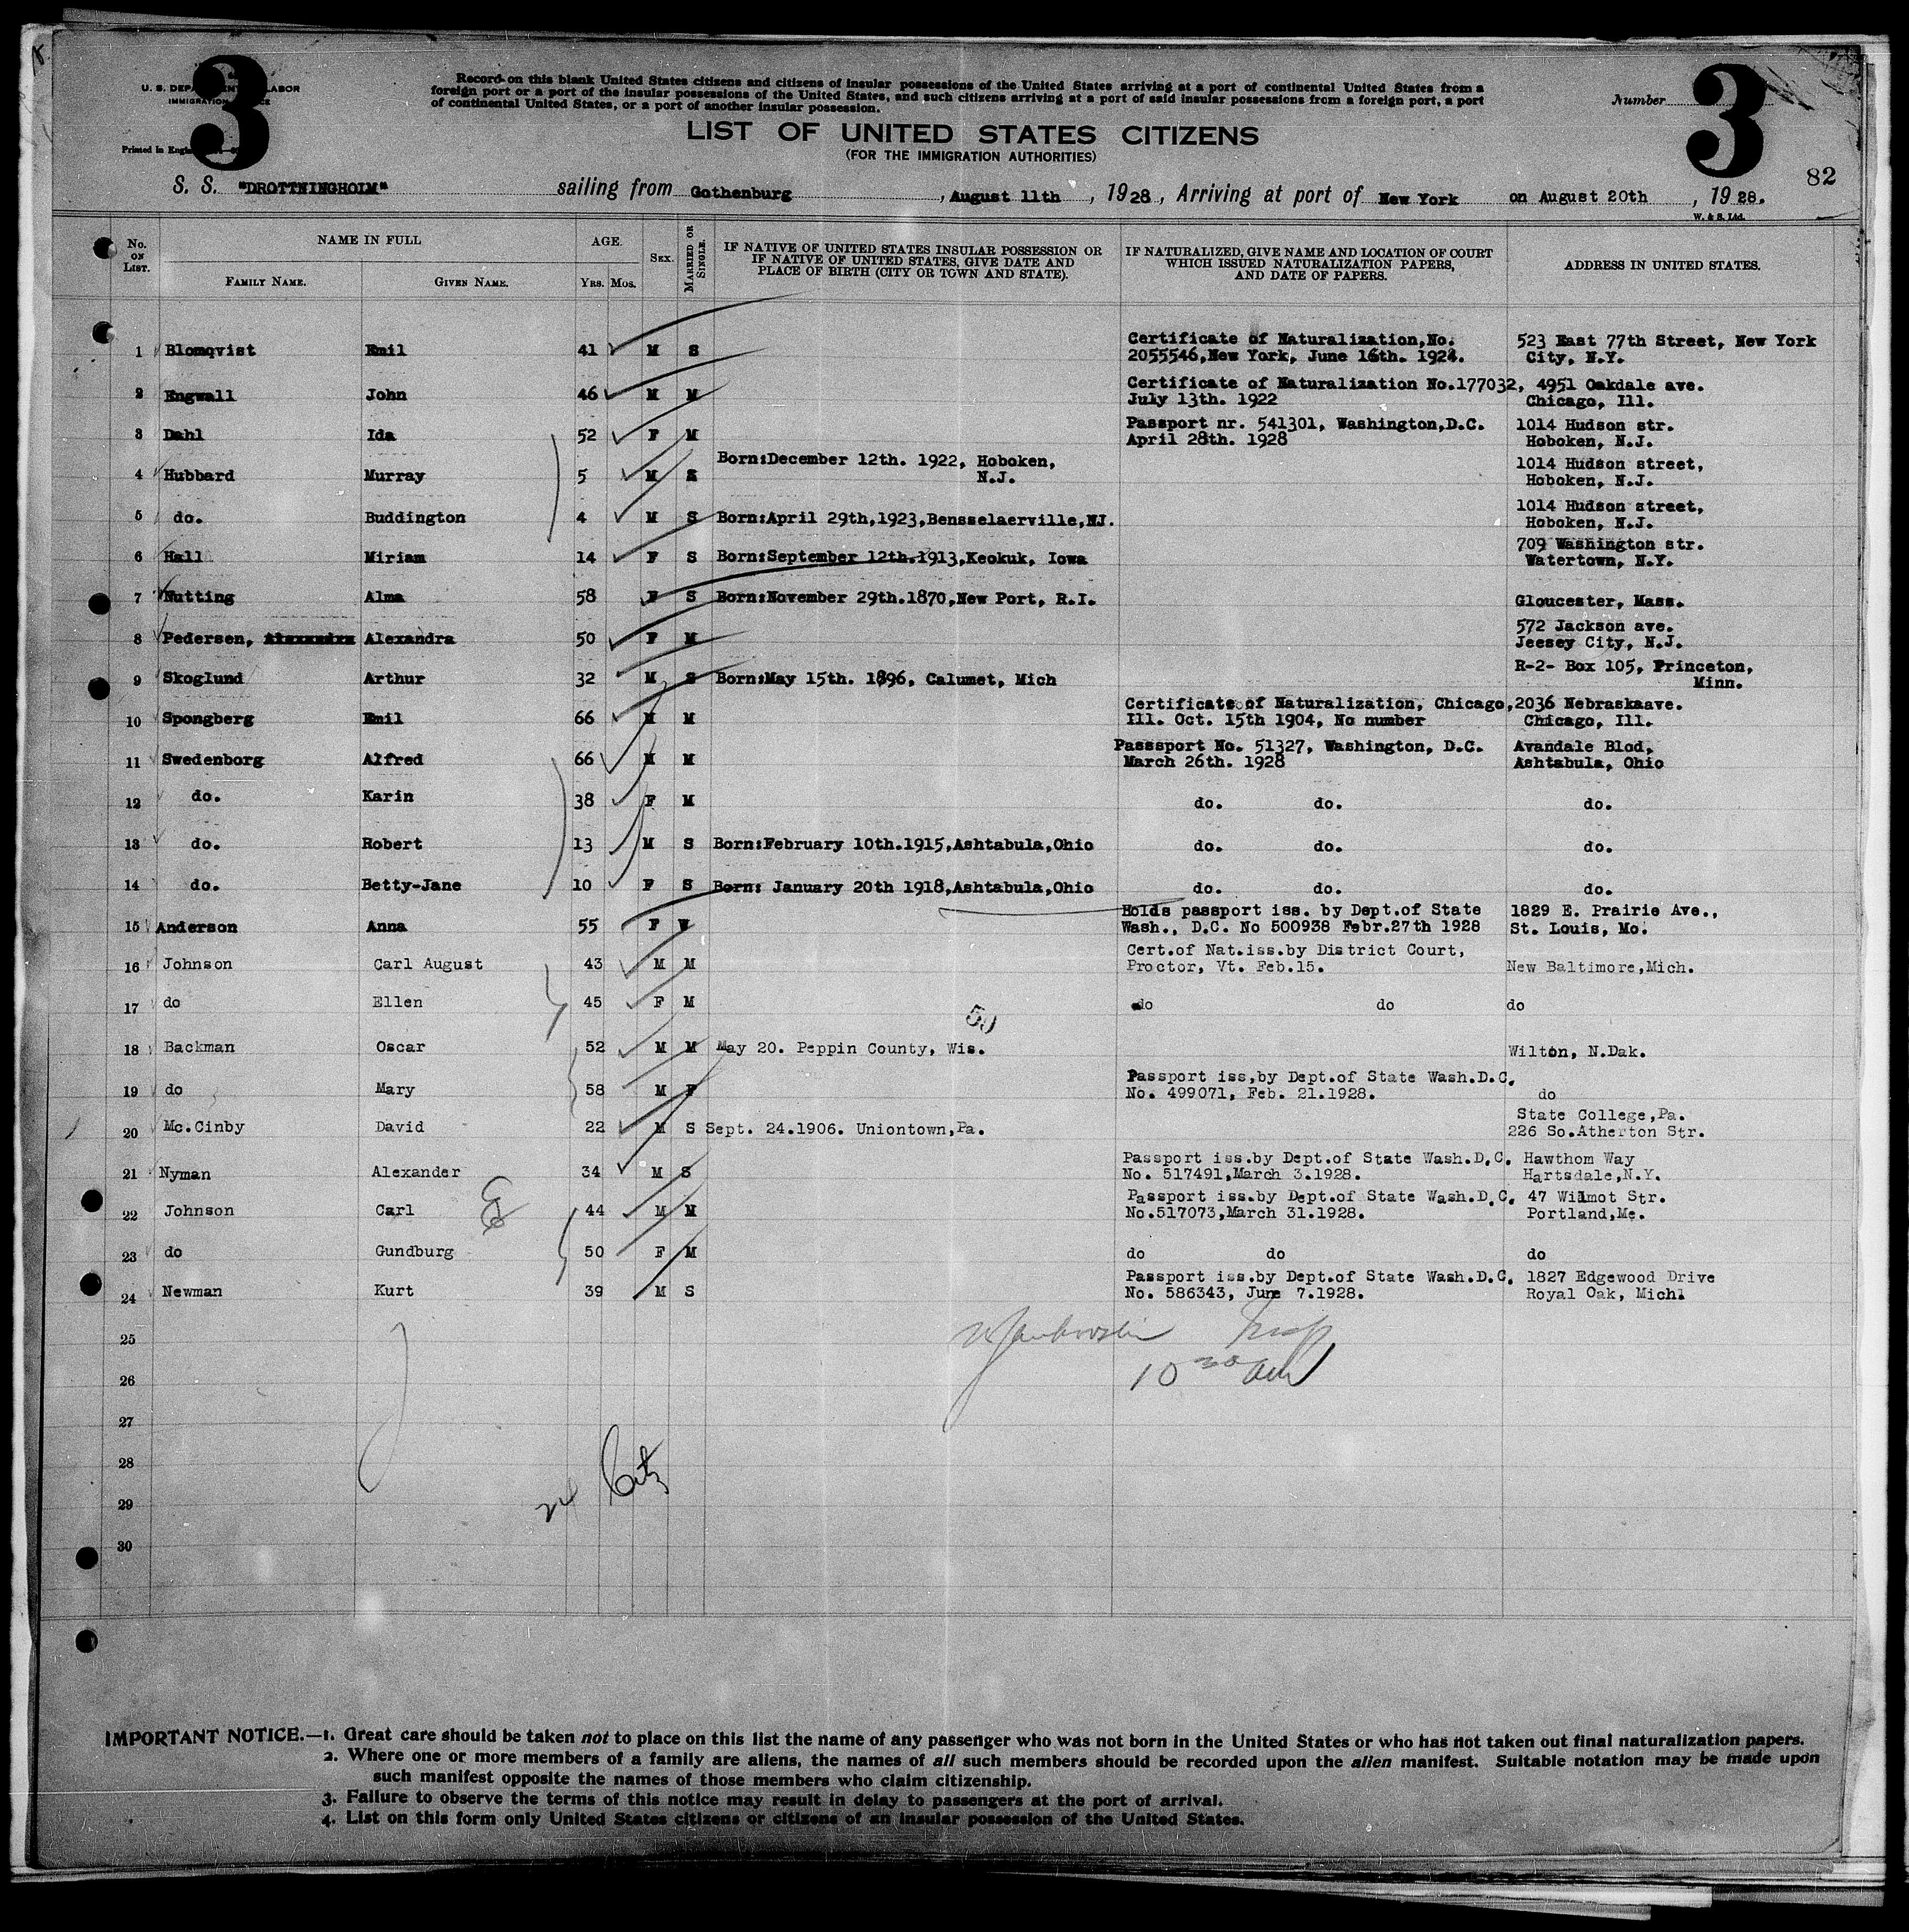 3
U. S. DEPARTMENT OF LABOR
IMMIGRATION SERVICE
Printed in England
Record on this blank United States citizens and citizens of insular possessions of the United States arriving at a port of continental United States from a
foreign port or a port of the insular possessions of the United States, and such citizens arriving at a port of said insular possessions from a foreign port, a port
of continental United States, or a port of another insular possession.
Number
3
LIST OF UNITED STATES CITIZENS
(FOR THE IMMIGRATION AUTHORITIES)
82
S. S. "DROTTNINGHOLM" sailing from Gothenburg, August 11th, 1928, Arriving at port of New York on August 20th, 1928.
W. & S. Ltd.
No. ON LIST. NAME IN FULL AGE. SEX. MARRIED OR SINGLE. IF NATIVE OF UNITED STATES INSULAR POSSESSION OR IF NATIVE OF UNITED STATES, GIVE DATE AND PLACE OF BIRTH (CITY OR TOWN AND STATE). IF NATURALIZED, GIVE NAME AND LOCATION OF COURT WHICH ISSUED NATURALIZATION PAPERS, AND DATE OF PAPERS. ADDRESS IN UNITED STATES.
FAMILY NAME. GIVEN NAME. YRS. MOS.
1 Blomqvist Emil 41 M S Certificate of Naturalization,No. 2055546,New York, June 16th. 1924. 523 East 77th Street, New York City, N.Y.
2 Engwall John 46 M M Certificate of Naturalization No.177032, July 13th. 1922 4951 Oakdale ave. Chicago, Ill.
3 Dahl Ida 52 F M Passport nr. 541301, Washington,D.C. April 28th. 1928 1014 Hudson str. Hoboken, N.J.
4 Hubbard Murray 5 M S Born:December 12th. 1922, Hoboken, N.J. 1014 Hudson street, Hoboken, N.J.
5 do. Buddington 4 M S Born:April 29th,1923,Bensselaerville,NJ. 1014 Hudson street, Hoboken, N.J.
6 Hall Miriam 14 F S Born:September 12th.1913,Keokuk, Iowa 709 Washington str. Watertown, N.Y.
7 Nutting Alma 58 F S Born:November 29th.1870,New Port, R.I. Gloucester, Mass.
8 Pedersen, Alexandra 50 F M 572 Jackson ave. Jeesey City, N.J.
9 Skoglund Arthur 32 M S Born:May 15th. 1896, Calumet, Mich R-2- Box 105, Princeton, Minn.
10 Spongberg Emil 66 M M Certificate of Naturalization, Chicago, Ill. Oct. 15th 1904, No number 2036 Nebraskaave. Chicago, Ill.
11 Swedenborg Alfred 66 M M Passsport No. 51327, Washington, D.C. March 26th. 1928 Avandale Blod, Ashtabula, Ohio
12 do. Karin 38 F M do. do. do.
13 do. Robert 13 M S Born:February 10th.1915,Ashtabula,Ohio do. do. do.
14 do. Betty-Jane 10 F S Born: January 20th 1918,Ashtabula,Ohio do. do. do.
15 Anderson Anna 55 F W Holds passport iss. by Dept.of State Wash., D.C. No 500938 Febr.27th 1928 1829 E. Prairie Ave., St. Louis, Mo.
16 Johnson Carl August 43 M M Cert.of Nat.iss.by District Court, Proctor, Vt. Feb.15. New Baltimore,Mich.
17 do Ellen 45 F M do do do
50
18 Backman Oscar 52 M M May 20. Peppin County, Wis. Wilton, N.Dak.
19 do Mary 58 M F Passport iss,by Dept.of State Wash.D.C. No. 499071, Feb. 21.1928. do
20 Mc.Cinby David 22 M S Sept. 24.1906. Uniontown,Pa. State College,Pa. 226 So.Atherton Str.
21 Nyman Alexander 34 M S Passport iss.by Dept.of State Wash.D.C. No. 517491,March 3.1928. Hawthom Way Hartsdale,N.Y.
22 Johnson Carl 44 M M Passport iss.by Dept.of State Wash.D.C. No.517073,March 31.1928. 47 Wilmot Str. Portland,Me.
23 do Gundburg 50 F M do do do
24 Newman Kurt 39 M S Passport iss.by Dept.of State Wash.D.C. No. 586343, June 7.1928. 1827 Edgewood Drive Royal Oak, Mich.
25
26 10 30 am
27
28
24 Citz
29
30
IMPORTANT NOTICE.—1. Great care should be taken not to place on this list the name of any passenger who was not born in the United States or who has not taken out final naturalization papers.
2. Where one or more members of a family are aliens, the names of all such members should be recorded upon the alien manifest. Suitable notation may be made upon
such manifest opposite the names of those members who claim citizenship.
3. Failure to observe the terms of this notice may result in delay to passengers at the port of arrival.
4. List on this form only United States citizens or citizens of an insular possession of the United States.